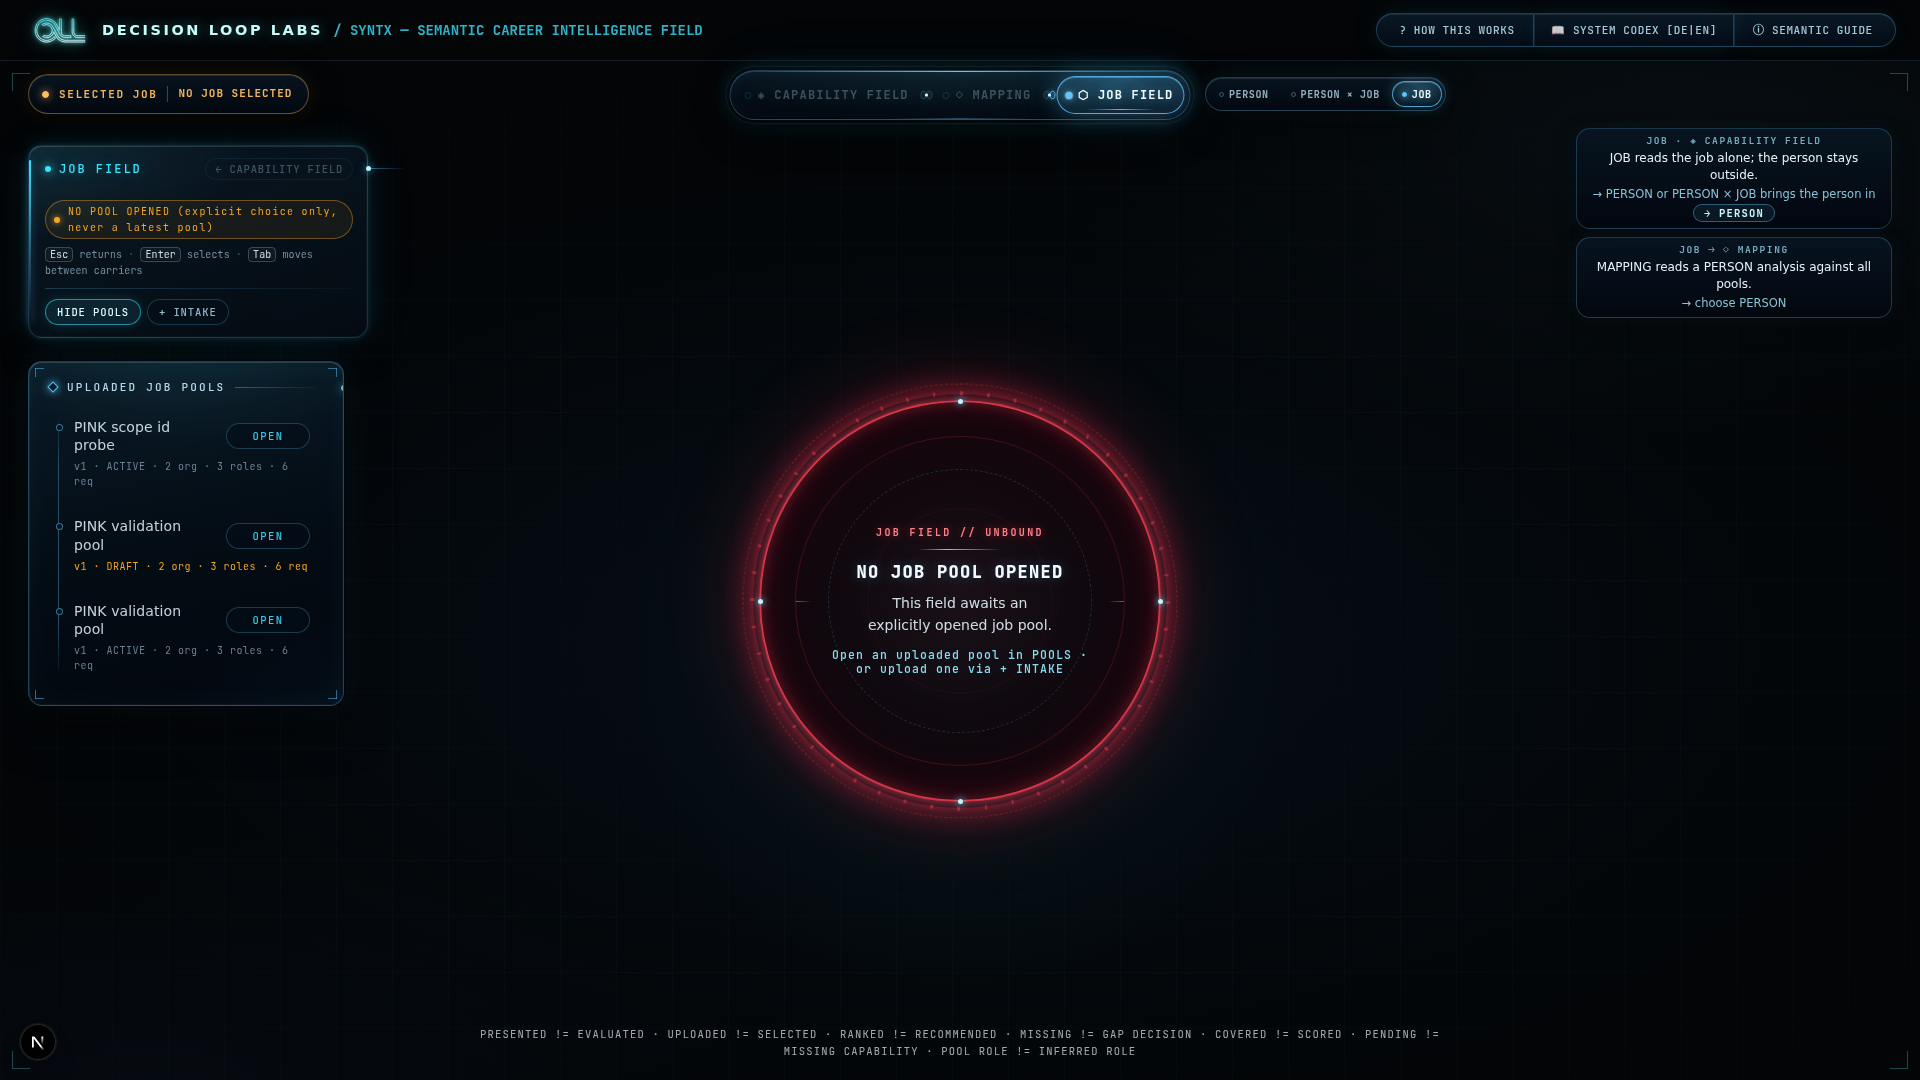 DECISION LOOP LABS / SYNTX — SEMANTIC CAREER INTELLIGENCE FIELD
? HOW THIS WORKS
📖 SYSTEM CODEX [DE|EN]
ⓘ SEMANTIC GUIDE
SELECTED JOB | NO JOB SELECTED
◈ CAPABILITY FIELD
◇ MAPPING
⬡ JOB FIELD
PERSON
PERSON × JOB
JOB
JOB FIELD
← CAPABILITY FIELD
NO POOL OPENED (explicit choice only,
never a latest pool)
Esc returns · Enter selects · Tab moves
between carriers
HIDE POOLS
+ INTAKE
UPLOADED JOB POOLS
PINK scope id
probe
OPEN
v1 · ACTIVE · 2 org · 3 roles · 6
req
PINK validation
pool
OPEN
v1 · DRAFT · 2 org · 3 roles · 6 req
PINK validation
pool
OPEN
v1 · ACTIVE · 2 org · 3 roles · 6
req
JOB FIELD // UNBOUND
NO JOB POOL OPENED
This field awaits an
explicitly opened job pool.
Open an uploaded pool in POOLS ·
or upload one via + INTAKE
JOB · ◈ CAPABILITY FIELD
JOB reads the job alone; the person stays
outside.
→ PERSON or PERSON × JOB brings the person in
→ PERSON
JOB → ◇ MAPPING
MAPPING reads a PERSON analysis against all
pools.
→ choose PERSON
PRESENTED != EVALUATED · UPLOADED != SELECTED · RANKED != RECOMMENDED · MISSING != GAP DECISION · COVERED != SCORED · PENDING !=
MISSING CAPABILITY · POOL ROLE != INFERRED ROLE
N